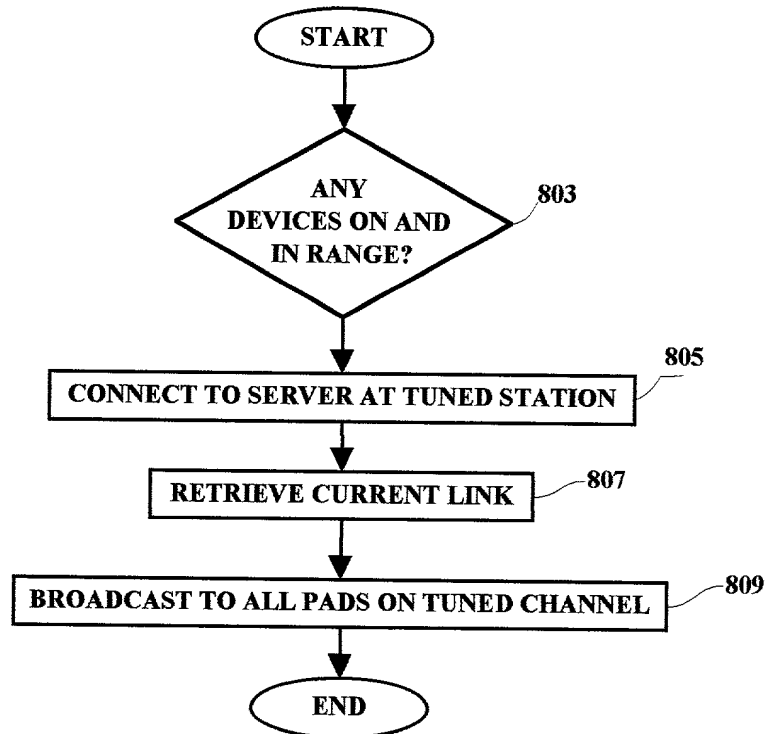 START
ANY
DEVICES ON AND
IN RANGE?
803
805
CONNECT TO SERVER AT TUNED STATION
RETRIEVE CURRENT LINK
807
BROADCAST TO ALL PADS ON TUNED CHANNEL
809
END